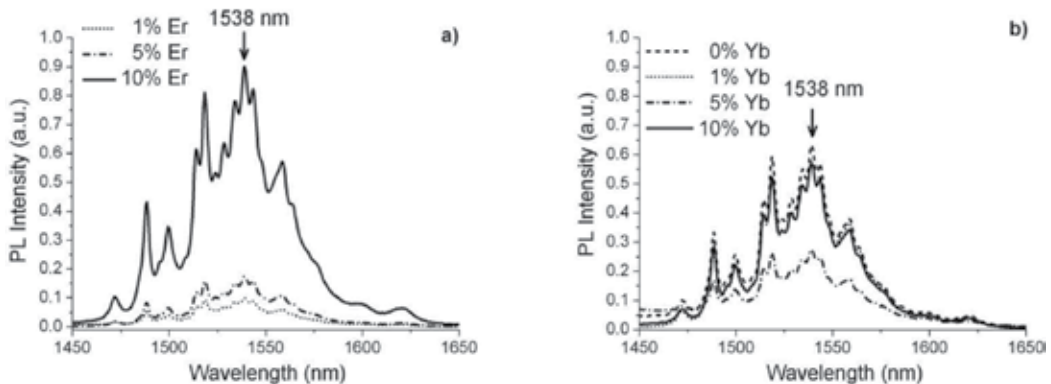 1538 nm
a)
1% Er
5% Er
10% Er
PL Intensity (a.u.)
1.0
0.9
0.8
0.7
0.6
0.5
0.4
0.3
0.2
0.1
0.0
1450 1500 1550 1600 1650
Wavelength (nm)
b)
0% Yb
1% Yb
5% Yb
10% Yb
1538 nm
PL Intensity (a.u.)
1.0
0.9
0.8
0.7
0.6
0.5
0.4
0.3
0.2
0.1
0.0
1450 1500 1550 1600 1650
Wavelength (nm)